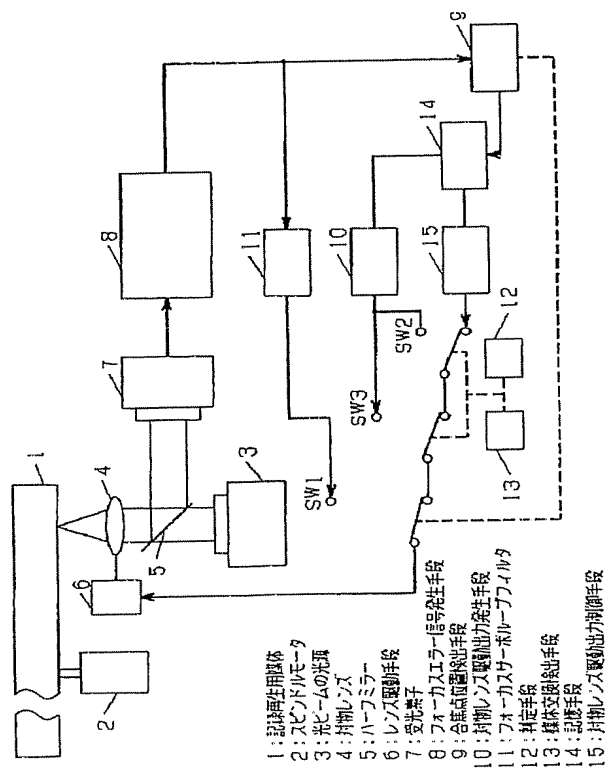 1
2
3
4
5
6
7
8
9
10
11
12
13
14
15
SW1
SW2
SW3
1:記録再生用媒体
2:スピンドルモータ
3:光ビームの光源
4:対物レンズ
5:ハーフミラー
6:レンズ駆動手段
7:受光素子
8:フォーカスエラー信号発生手段
9:合焦点位置検出手段
10:対物レンズ駆動出力発生手段
11:フォーカスサーボループフィルタ
12:判定手段
13:媒体交換検出手段
14:記憶手段
15:対物レンズ駆動出力制御手段